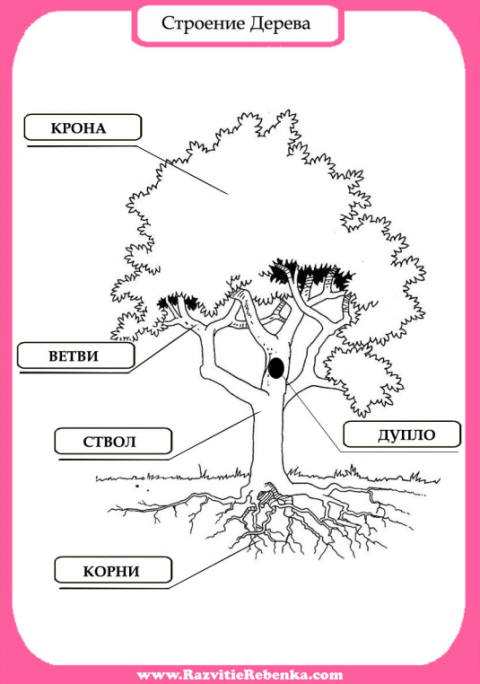 Строение Дерева
КРОНА
ВЕТВИ
СТВОЛ
ДУПЛО
КОРНИ
www.RazvitieRebenka.com